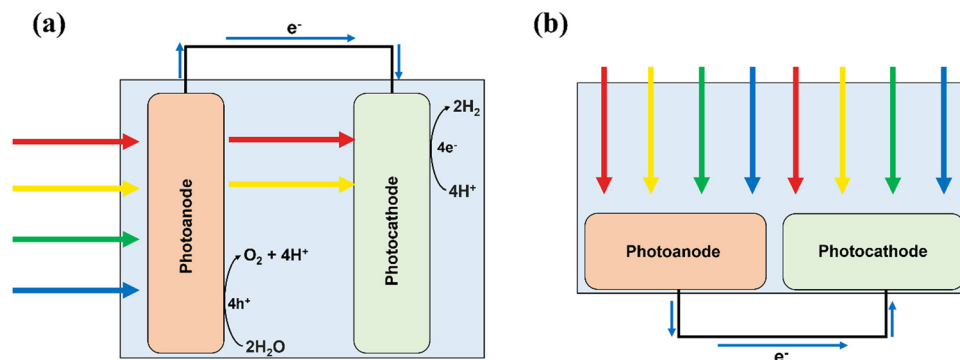 (a)
e⁻
Photoanode
Photocathode
2H₂
4e⁻
4H⁺
O₂ + 4H⁺
4h⁺
2H₂O
(b)
Photoanode
Photocathode
e⁻